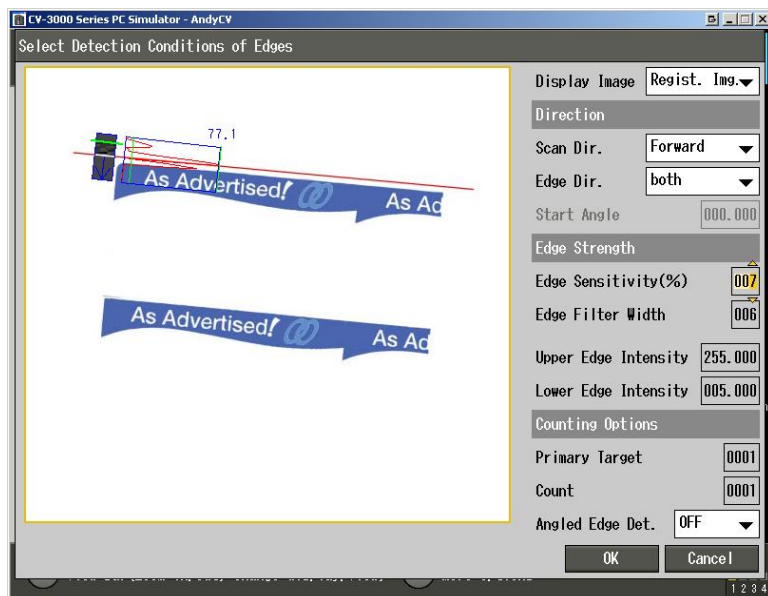 CV-3000 Series PC Simulator - AndyCV
Select Detection Conditions of Edges
77.1
As Advertised!
As Ad
As Advertised!
As Ad
Display Image Regist. Img.
Direction
Scan Dir. Forward
Edge Dir. both
Start Angle 000.000
Edge Strength
Edge Sensitivity(%) 007
Edge Filter Width 006
Upper Edge Intensity 255.000
Lower Edge Intensity 005.000
Counting Options
Primary Target 0001
Count 0001
Angled Edge Det. OFF
OK Cancel
1 2 3 4